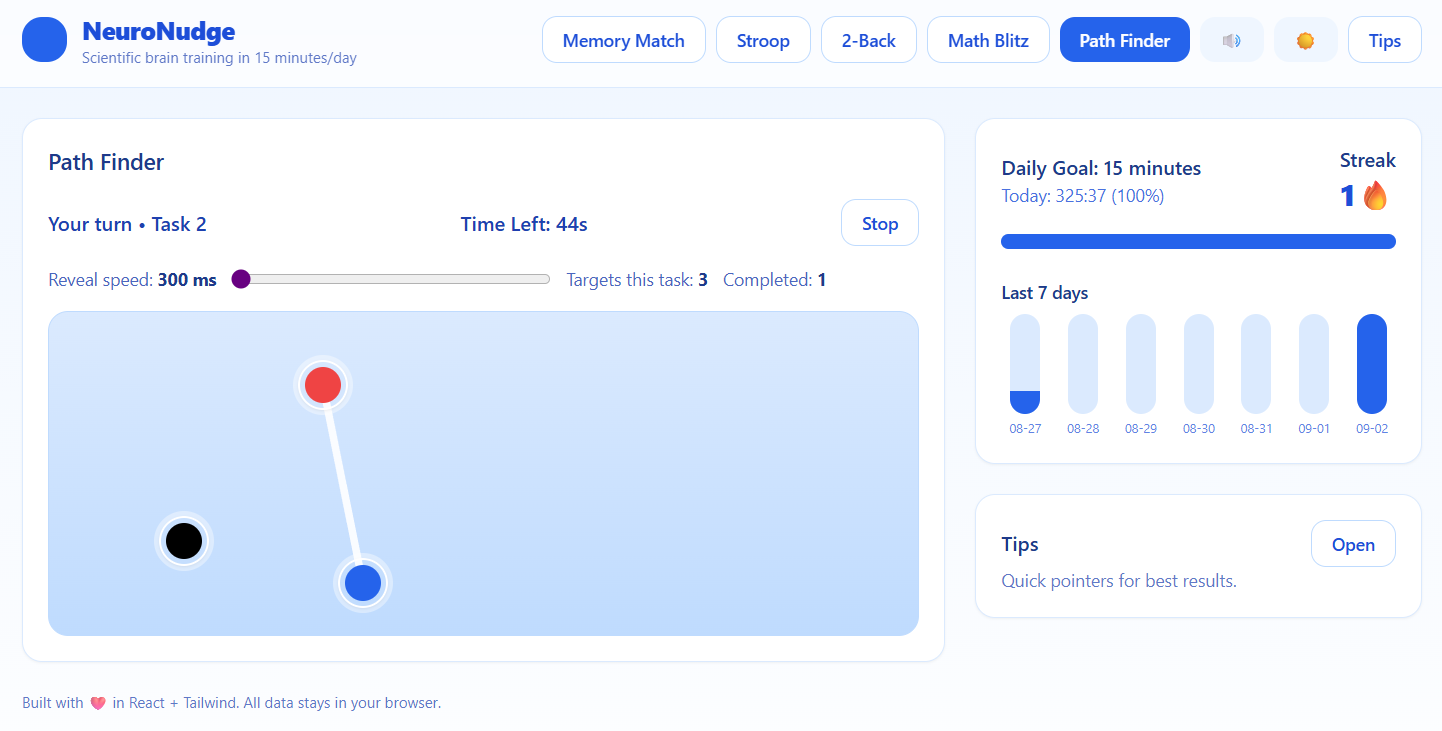 NeuroNudge
Scientific brain training in 15 minutes/day
Memory Match
Stroop
2-Back
Math Blitz
Path Finder
Tips
Path Finder
Your turn • Task 2
Time Left: 44s
Stop
Reveal speed: 300 ms
Targets this task: 3
Completed: 1
Daily Goal: 15 minutes
Today: 325:37 (100%)
Streak
1🔥
Last 7 days
08-27
08-28
08-29
08-30
08-31
09-01
09-02
Tips
Open
Quick pointers for best results.
Built with 💖 in React + Tailwind. All data stays in your browser.